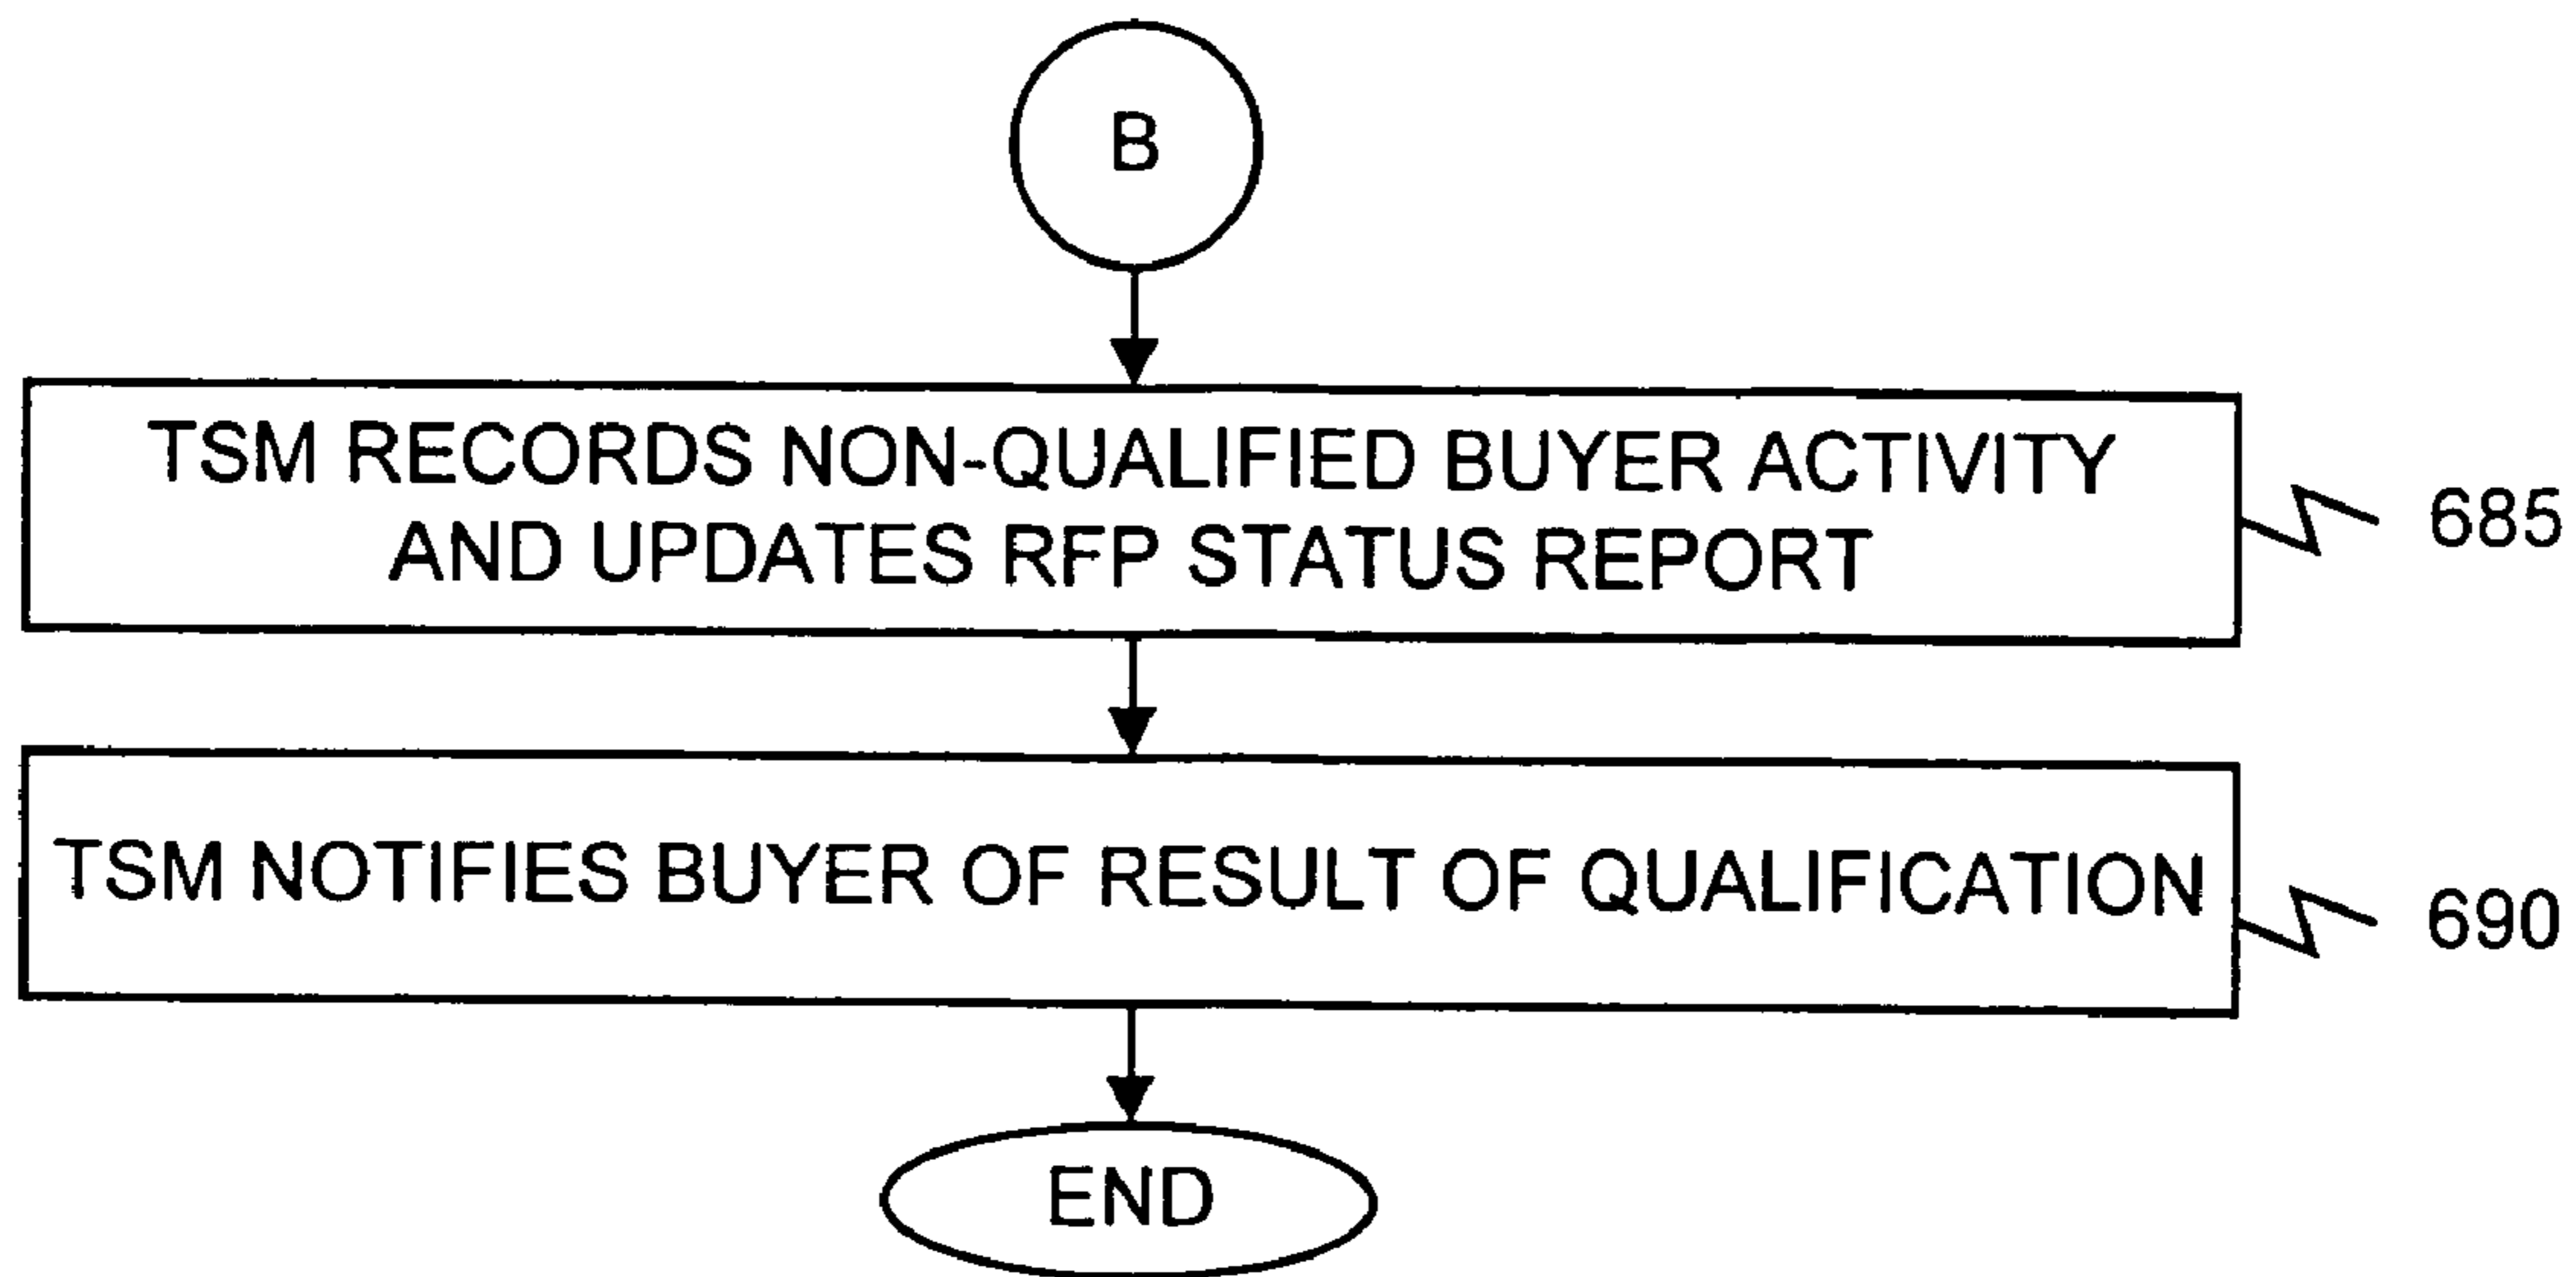 B
TSM RECORDS NON-QUALIFIED BUYER ACTIVITY
AND UPDATES RFP STATUS REPORT
685
TSM NOTIFIES BUYER OF RESULT OF QUALIFICATION
690
END